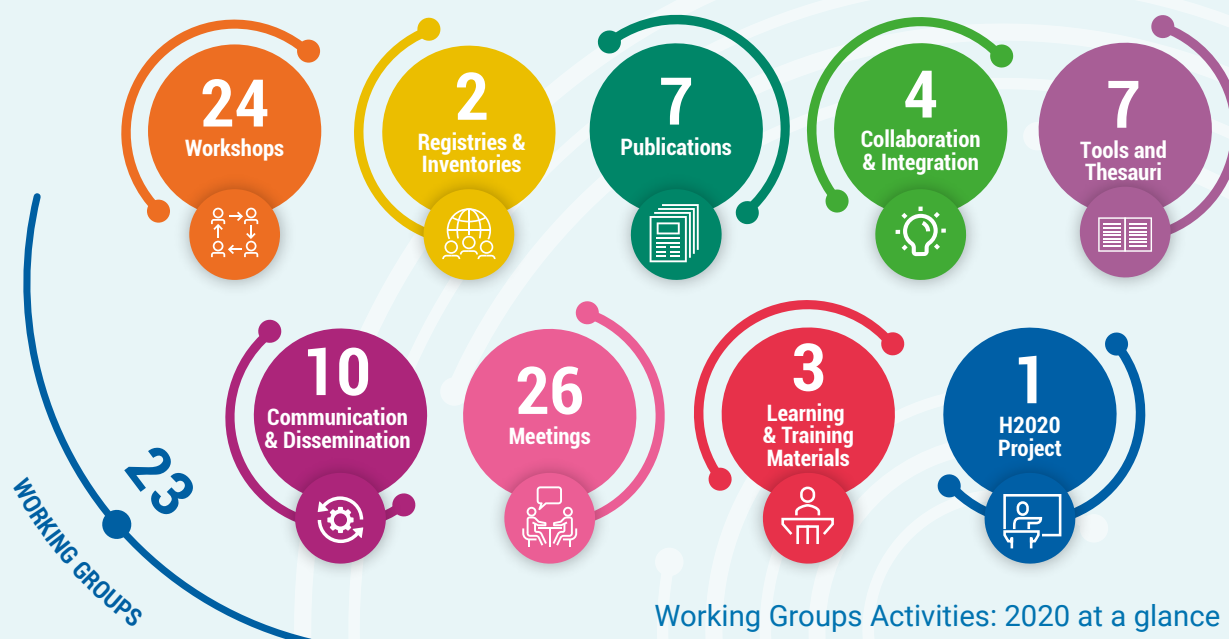 24
Workshops
2
Registries &
Inventories
7
Publications
4
Collaboration
& Integration
7
Tools and
Thesauri
10
Communication
& Dissemination
26
Meetings
3
Learning
& Training
Materials
1
H2020
Project
23
WORKING GROUPS
Working Groups Activities: 2020 at a glance